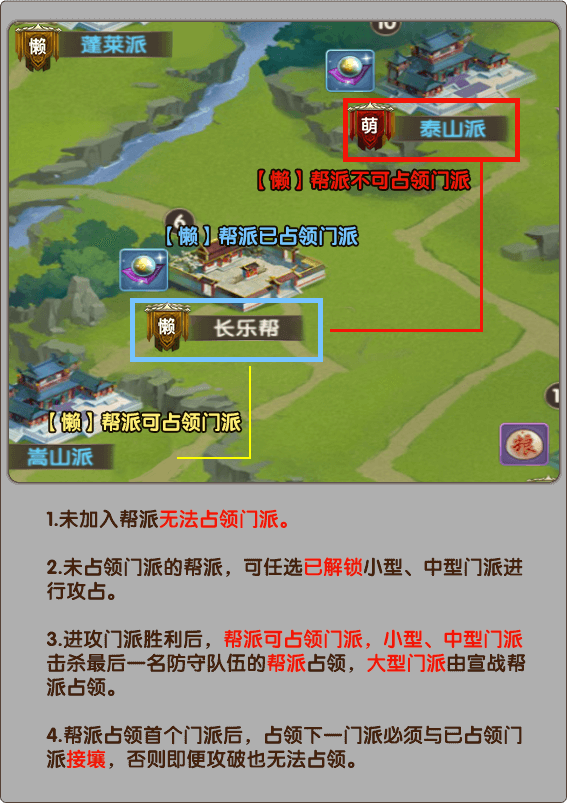 懒 蓬莱派
10
萌 泰山派
【懒】帮派不可占领门派
6
【懒】帮派已占领门派
懒 长乐帮
【懒】帮派可占领门派
嵩山派
1.未加入帮派无法占领门派。
2.未占领门派的帮派，可任选已解锁小型、中型门派进
行攻占。
3.进攻门派胜利后，帮派可占领门派，小型、中型门派
击杀最后一名防守队伍的帮派占领，大型门派由宣战帮
派占领。
4.帮派占领首个门派后，占领下一门派必须与已占领门
派接壤，否则即便攻破也无法占领。